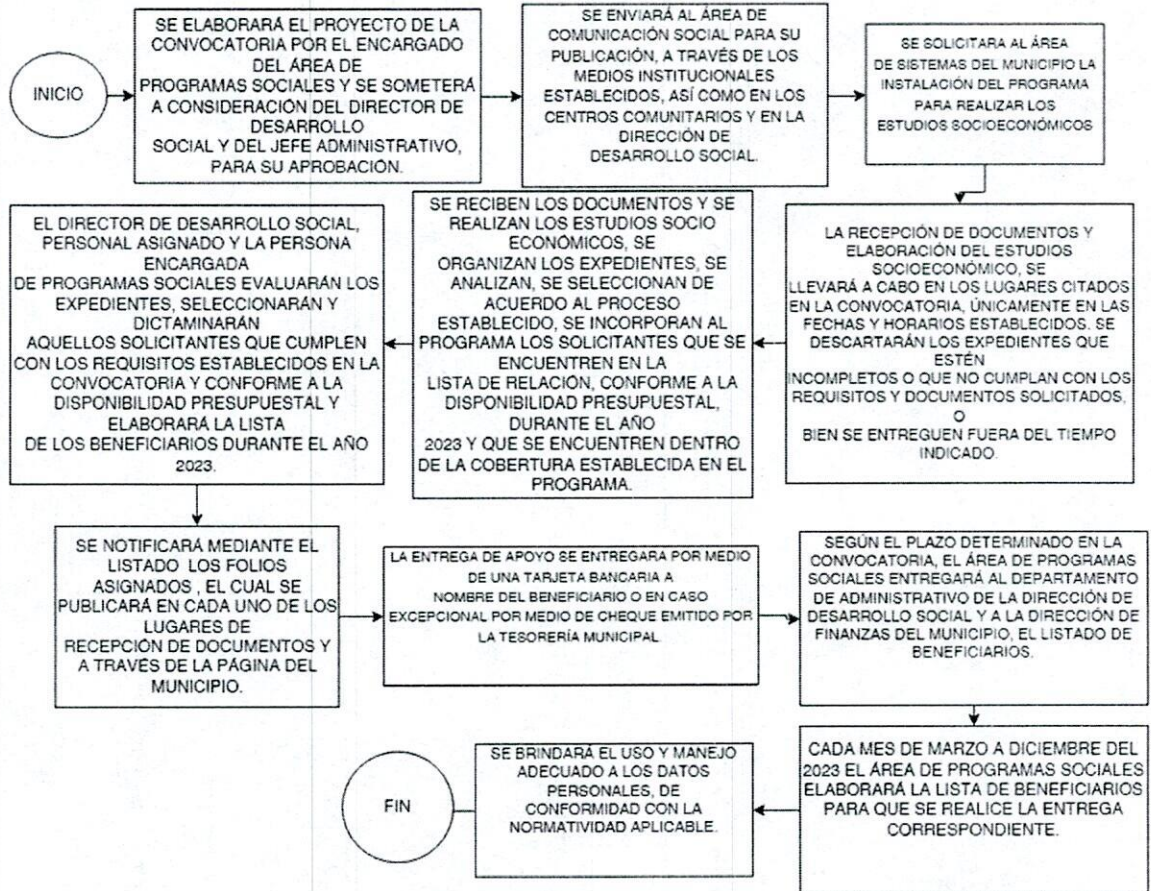 INICIO
SE ELABORARÁ EL PROYECTO DE LA
CONVOCATORIA POR EL ENCARGADO
DEL ÁREA DE
PROGRAMAS SOCIALES Y SE SOMETERÁ
A CONSIDERACIÓN DEL DIRECTOR DE
DESARROLLO
SOCIAL Y DEL JEFE ADMINISTRATIVO,
PARA SU APROBACIÓN.
SE ENVIARÁ AL ÁREA DE
COMUNICACIÓN SOCIAL PARA SU
PUBLICACIÓN, A TRAVÉS DE LOS
MEDIOS INSTITUCIONALES
ESTABLECIDOS, ASÍ COMO EN LOS
CENTROS COMUNITARIOS Y EN LA
DIRECCIÓN DE
DESARROLLO SOCIAL.
SE SOLICITARA AL ÁREA
DE SISTEMAS DEL MUNICIPIO LA
INSTALACIÓN DEL PROGRAMA
PARA REALIZAR LOS
ESTUDIOS SOCIOECONÓMICOS
LA RECEPCIÓN DE DOCUMENTOS Y
ELABORACIÓN DEL ESTUDIOS
SOCIOECONÓMICO, SE
LLEVARÁ A CABO EN LOS LUGARES CITADOS
EN LA CONVOCATORIA, ÚNICAMENTE EN LAS
FECHAS Y HORARIOS ESTABLECIDOS. SE
DESCARTARÁN LOS EXPEDIENTES QUE
ESTÉN
INCOMPLETOS O QUE NO CUMPLAN CON LOS
REQUISITOS Y DOCUMENTOS SOLICITADOS,
O
BIEN SE ENTREGUEN FUERA DEL TIEMPO
INDICADO.
SE RECIBEN LOS DOCUMENTOS Y SE
REALIZAN LOS ESTUDIOS SOCIO
ECONÓMICOS, SE
ORGANIZAN LOS EXPEDIENTES, SE
ANALIZAN, SE SELECCIONAN DE
ACUERDO AL PROCESO
ESTABLECIDO, SE INCORPORAN AL
PROGRAMA LOS SOLICITANTES QUE SE
ENCUENTREN EN LA
LISTA DE RELACIÓN, CONFORME A LA
DISPONIBILIDAD PRESUPUESTAL,
DURANTE EL AÑO
2023 Y QUE SE ENCUENTREN DENTRO
DE LA COBERTURA ESTABLECIDA EN EL
PROGRAMA.
EL DIRECTOR DE DESARROLLO SOCIAL,
PERSONAL ASIGNADO Y LA PERSONA
ENCARGADA
DE PROGRAMAS SOCIALES EVALUARÁN LOS
EXPEDIENTES, SELECCIONARÁN Y
DICTAMINARÁN
AQUELLOS SOLICITANTES QUE CUMPLEN
CON LOS REQUISITOS ESTABLECIDOS EN LA
CONVOCATORIA Y CONFORME A LA
DISPONIBILIDAD PRESUPUESTAL Y
ELABORARÁ LA LISTA
DE LOS BENEFICIARIOS DURANTE EL AÑO
2023.
SE NOTIFICARÁ MEDIANTE EL
LISTADO LOS FOLIOS
ASIGNADOS , EL CUAL SE
PUBLICARÁ EN CADA UNO DE LOS
LUGARES DE
RECEPCIÓN DE DOCUMENTOS Y
A TRAVÉS DE LA PÁGINA DEL
MUNICIPIO.
LA ENTREGA DE APOYO SE ENTREGARA POR MEDIO
DE UNA TARJETA BANCARIA A
NOMBRE DEL BENEFICIARIO O EN CASO
EXCEPCIONAL POR MEDIO DE CHEQUE EMITIDO POR
LA TESORERÍA MUNICIPAL.
SEGÚN EL PLAZO DETERMINADO EN LA
CONVOCATORIA, EL ÁREA DE PROGRAMAS
SOCIALES ENTREGARÁ AL DEPARTAMENTO
DE ADMINISTRATIVO DE LA DIRECCIÓN DE
DESARROLLO SOCIAL Y A LA DIRECCIÓN DE
FINANZAS DEL MUNICIPIO, EL LISTADO DE
BENEFICIARIOS.
CADA MES DE MARZO A DICIEMBRE DEL
2023 EL ÁREA DE PROGRAMAS SOCIALES
ELABORARÁ LA LISTA DE BENEFICIARIOS
PARA QUE SE REALICE LA ENTREGA
CORRESPONDIENTE.
SE BRINDARÁ EL USO Y MANEJO
ADECUADO A LOS DATOS
PERSONALES, DE
CONFORMIDAD CON LA
NORMATIVIDAD APLICABLE.
FIN